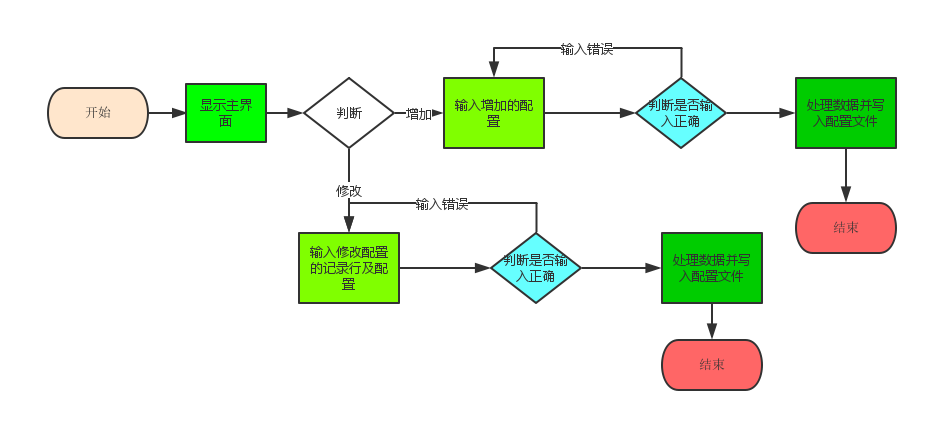 输入错误
开始
显示主界
面
判断
增加
输入增加的配
置
判断是否输
入正确
处理数据并写
入配置文件
修改
输入错误
结束
输入修改配置
的记录行及配
置
判断是否输
入正确
处理数据并写
入配置文件
结束